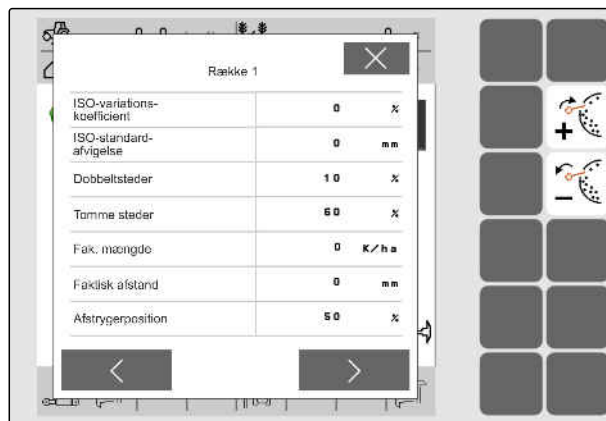 Række 1
ISO-variations-
koefficient
0 %
ISO-standard-
afvigelse
0 mm
Dobbeltsteder
10 %
Tomme steder
60 %
Fak. mængde
0 K/ha
Faktisk afstand
0 mm
Afstrygerposition
50 %